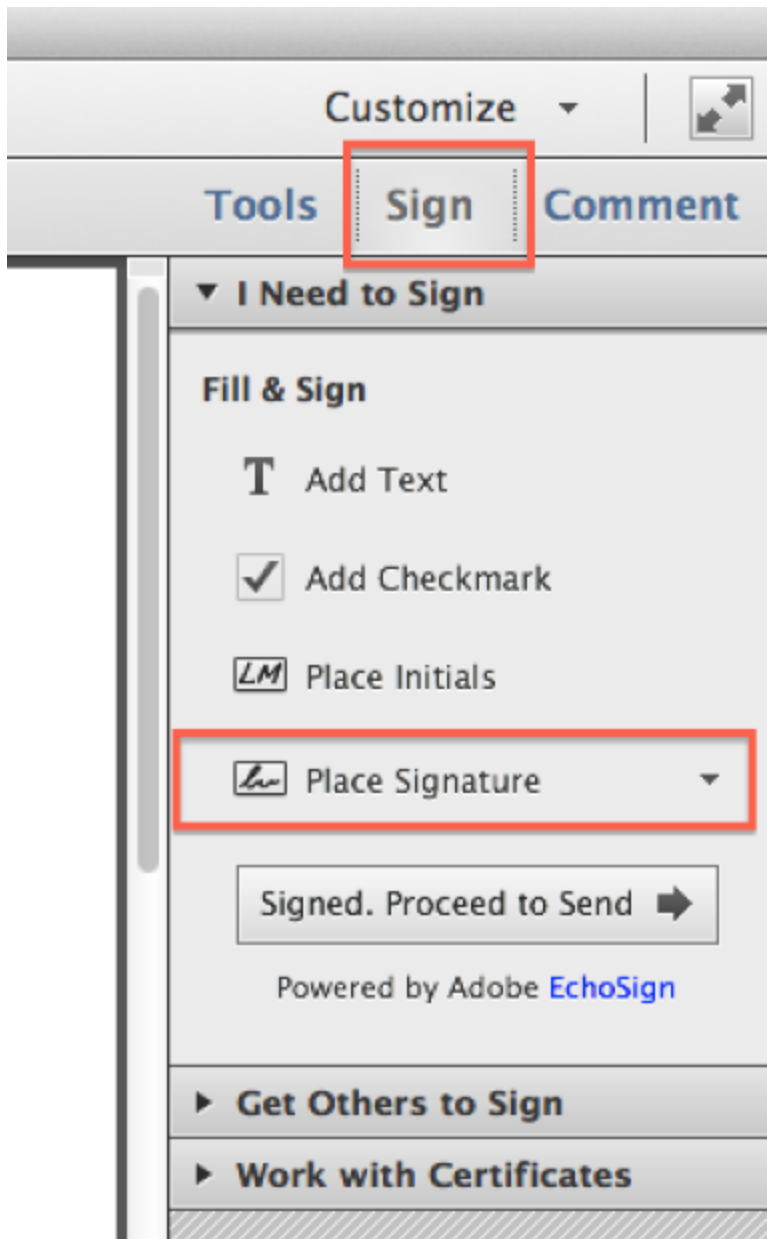 Customize
Tools Sign Comment
I Need to Sign
Fill & Sign
T Add Text
Add Checkmark
LM Place Initials
Place Signature
Signed. Proceed to Send
Powered by Adobe EchoSign
Get Others to Sign
Work with Certificates